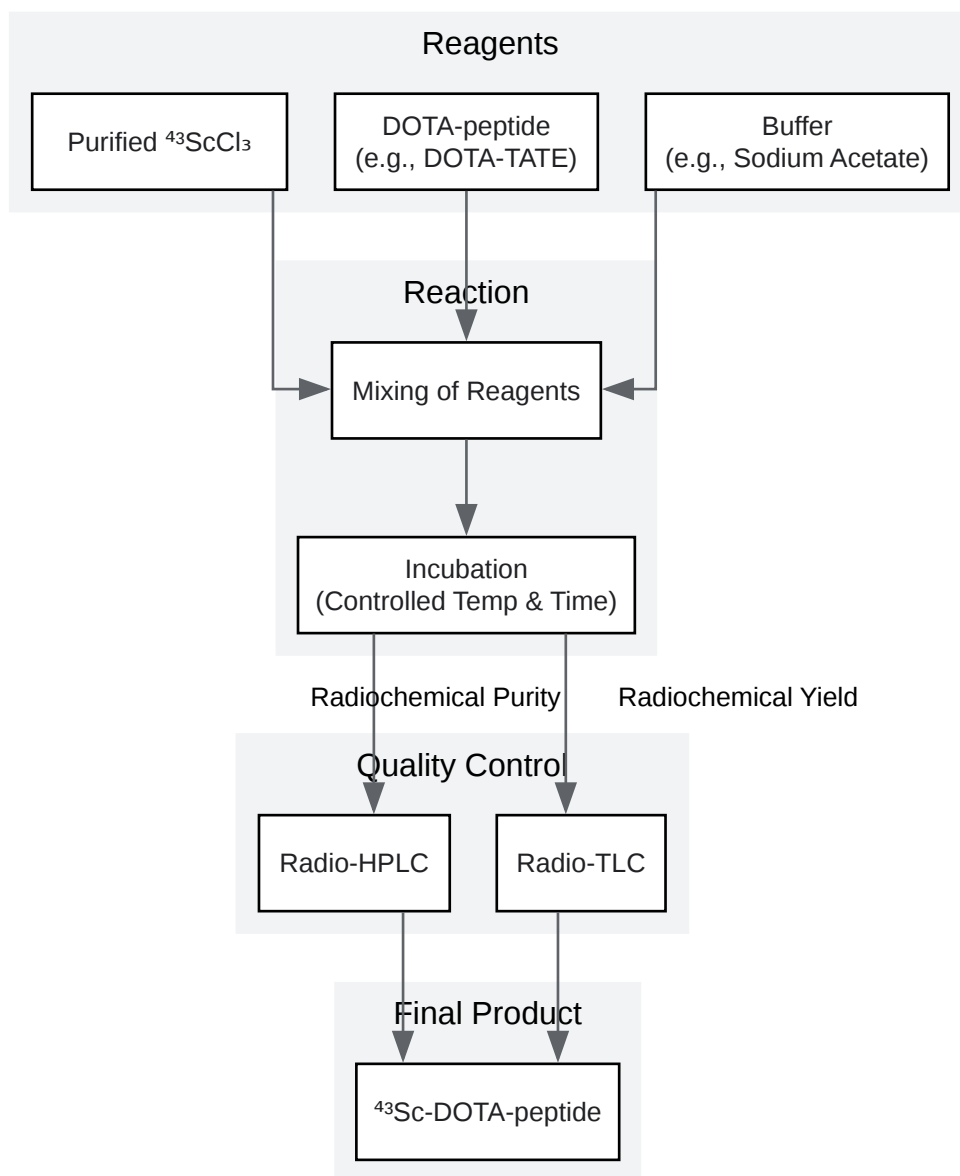 Reagents
Purified ⁴³ScCl₃
DOTA-peptide
(e.g., DOTA-TATE)
Buffer
(e.g., Sodium Acetate)
Reaction
Mixing of Reagents
Incubation
(Controlled Temp & Time)
Radiochemical Purity
Radiochemical Yield
Quality Control
Radio-HPLC
Radio-TLC
Final Product
⁴³Sc-DOTA-peptide